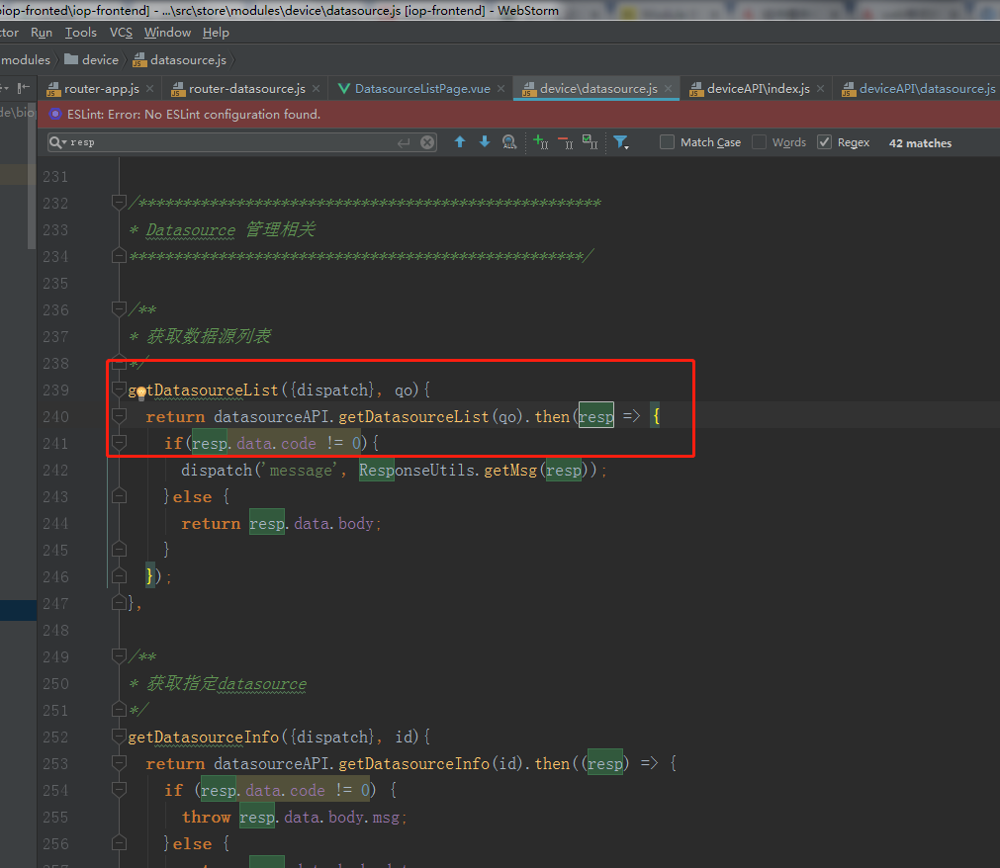 biop-fronted\iop-frontend] - ...\src\store\modules\device\datasource.js [iop-frontend] - WebStorm
ctor Run Tools VCS Window Help
modules device datasource.js
router-app.js router-datasource.js DatasourceListPage.vue device\datasource.js deviceAPI\index.js deviceAPI\datasource.js
de\biop
ESLint: Error: No ESLint configuration found.
resp Match Case Words Regex 42 matches
231
232 /****************************************************
233 * Datasource 管理相关
234 ***************************************************/
235
236 /**
237 * 获取数据源列表
238 */
239 getDatasourceList({dispatch}, qo){
240 return datasourceAPI.getDatasourceList(qo).then(resp => {
241 if(resp.data.code != 0){
242 dispatch('message', ResponseUtils.getMsg(resp));
243 }else {
244 return resp.data.body;
245 }
246 });
247 },
248
249 /**
250 * 获取指定datasource
251 */
252 getDatasourceInfo({dispatch}, id){
253 return datasourceAPI.getDatasourceInfo(id).then((resp) => {
254 if (resp.data.code != 0) {
255 throw resp.data.body.msg;
256 }else {